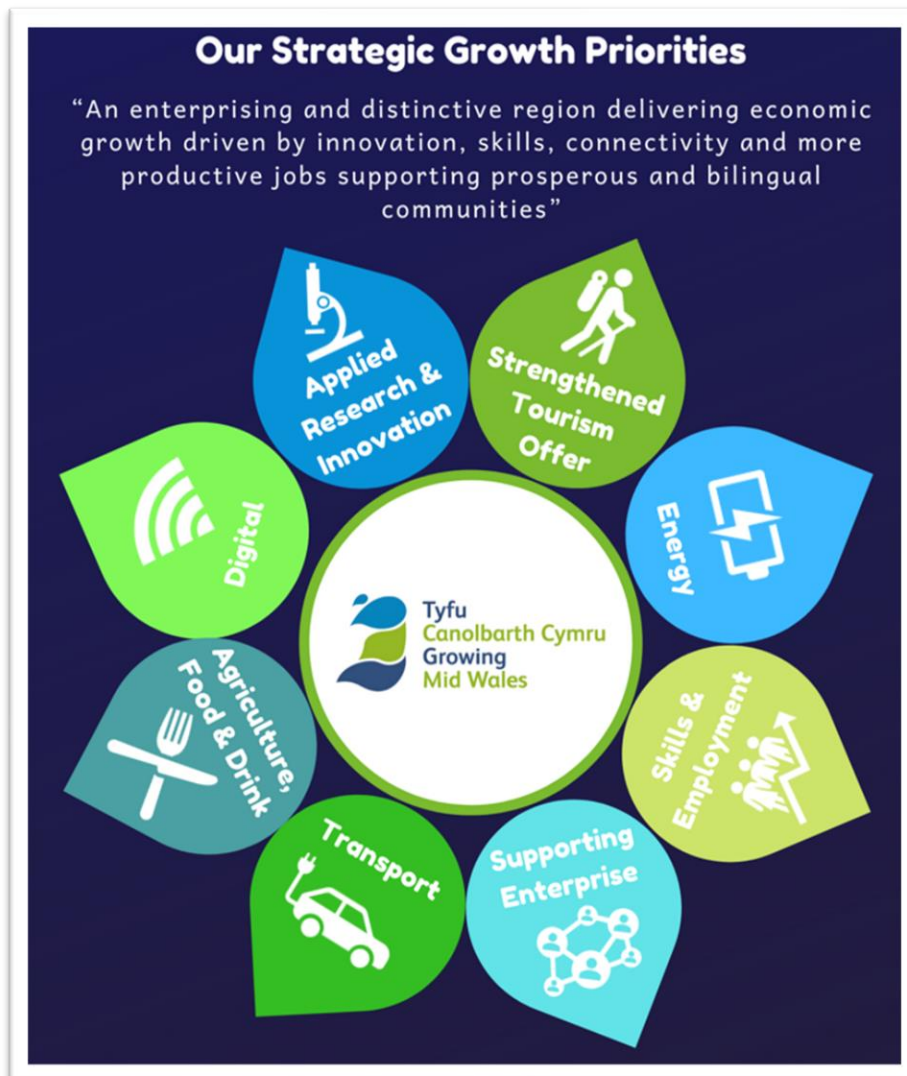 Our Strategic Growth Priorities
“An enterprising and distinctive region delivering economic
growth driven by innovation, skills, connectivity and more
productive jobs supporting prosperous and bilingual
communities”
Applied
Research &
Innovation
Strengthened
Tourism
Offer
Digital
Energy
Tyfu
Canolbarth Cymru
Growing
Mid Wales
Agriculture,
Food & Drink
Skills &
Employment
Transport
Supporting
Enterprise